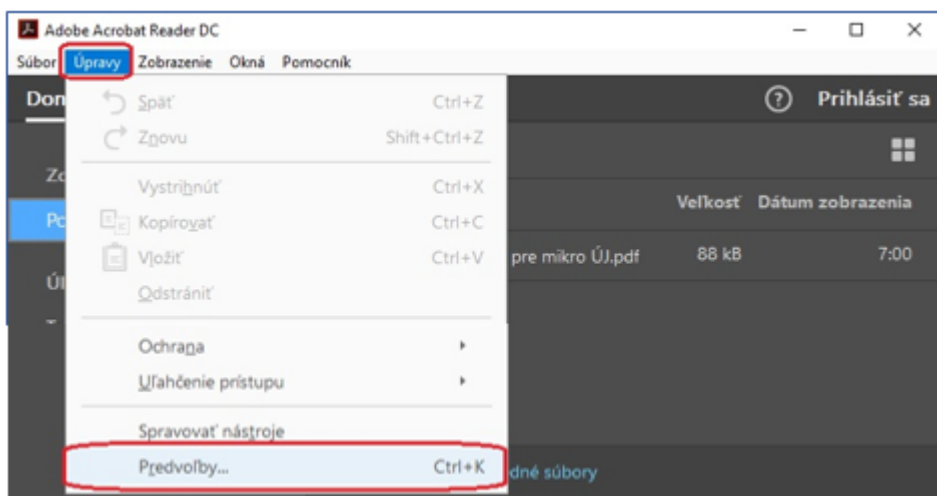 Adobe Acrobat Reader DC
Súbor Úpravy Zobrazenie Okná Pomocník
Prihlásiť sa
Späť Ctrl+Z
Znovu Shift+Ctrl+Z
Vystrihnúť Ctrl+X
Veľkosť Dátum zobrazenia
Kopírovať Ctrl+C
Vložiť Ctrl+V pre mikro ÚJ.pdf 88 kB 7:00
Odstrániť
Ochrana
Uľahčenie prístupu
Spravovať nástroje
Predvoľby... Ctrl+K
súbory